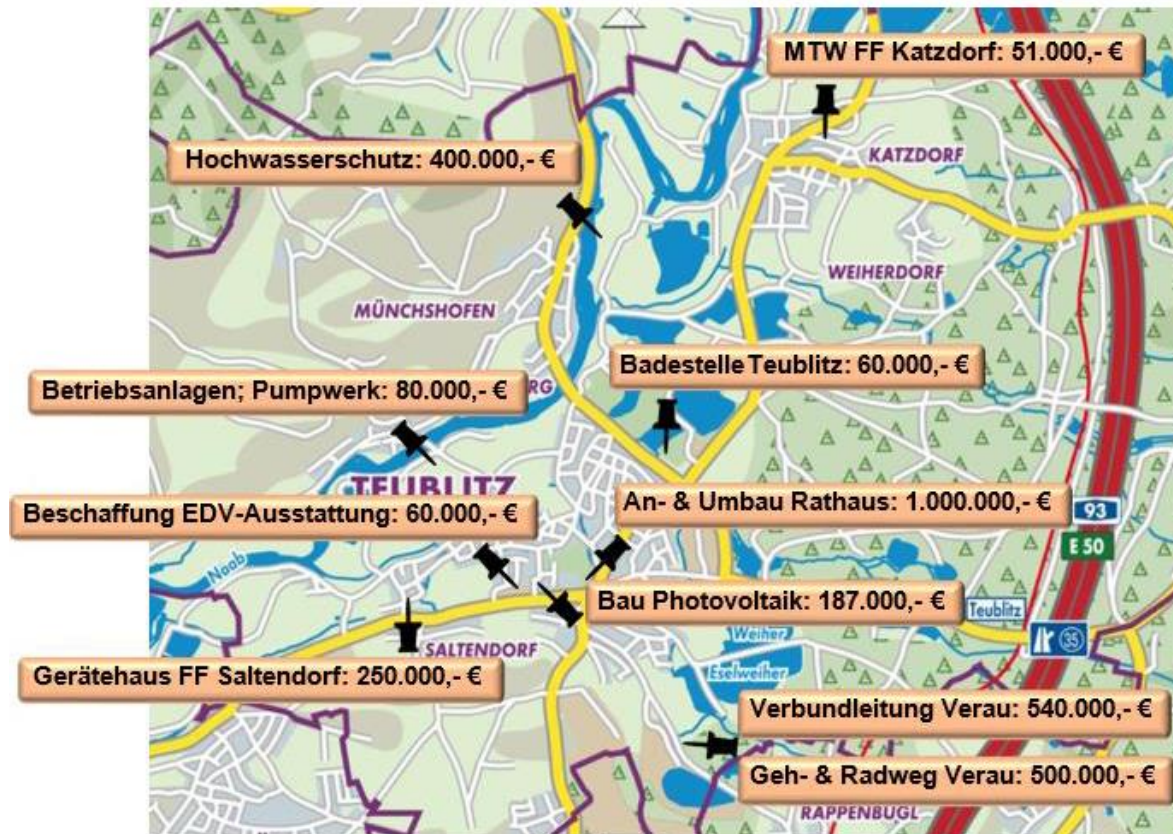 MTW FF Katzdorf: 51.000,- €
Hochwasserschutz: 400.000,- €
KATZDORF
WEIHERDORF
MÜNCHSHOFEN
Badestelle Teublitz: 60.000,- €
Betriebsanlagen; Pumpwerk: 80.000,- €
RG
TEUBLITZ
An- & Umbau Rathaus: 1.000.000,- €
93
Beschaffung EDV-Ausstattung: 60.000,- €
E 50
Naab
Bau Photovoltaik: 187.000,- €
Teublitz
Weiher
35
SALTENDORF
Eselweiher
Gerätehaus FF Saltendorf: 250.000,- €
Verbundleitung Verau: 540.000,- €
Geh- & Radweg Verau: 500.000,- €
RAPPENBUGL